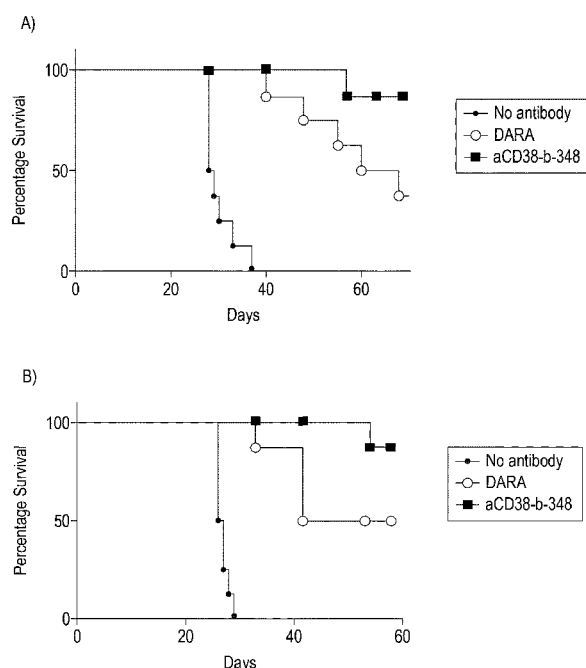 A)
Percentage Survival
100
50
0
0 20 40 60
Days
No antibody
DARA
aCD38-b-348
B)
Percentage Survival
100
50
0
0 20 40 60
Days
No antibody
DARA
aCD38-b-348